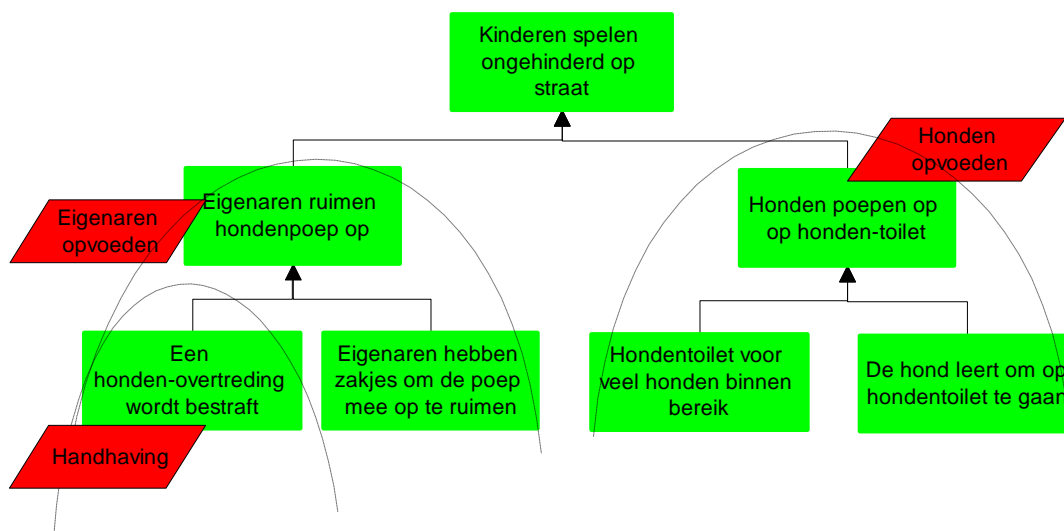 Kinderen spelen
ongehinderd op
straat
Honden
opvoeden
Eigenaren
opvoeden
Eigenaren ruimen
hondenpoep op
Honden poepen op
op honden-toilet
Een
honden-overtreding
wordt bestraft
Eigenaren hebben
zakjes om de poep
mee op te ruimen
Hondentoilet voor
veel honden binnen
bereik
De hond leert om op
hondentoilet te gaan
Handhaving